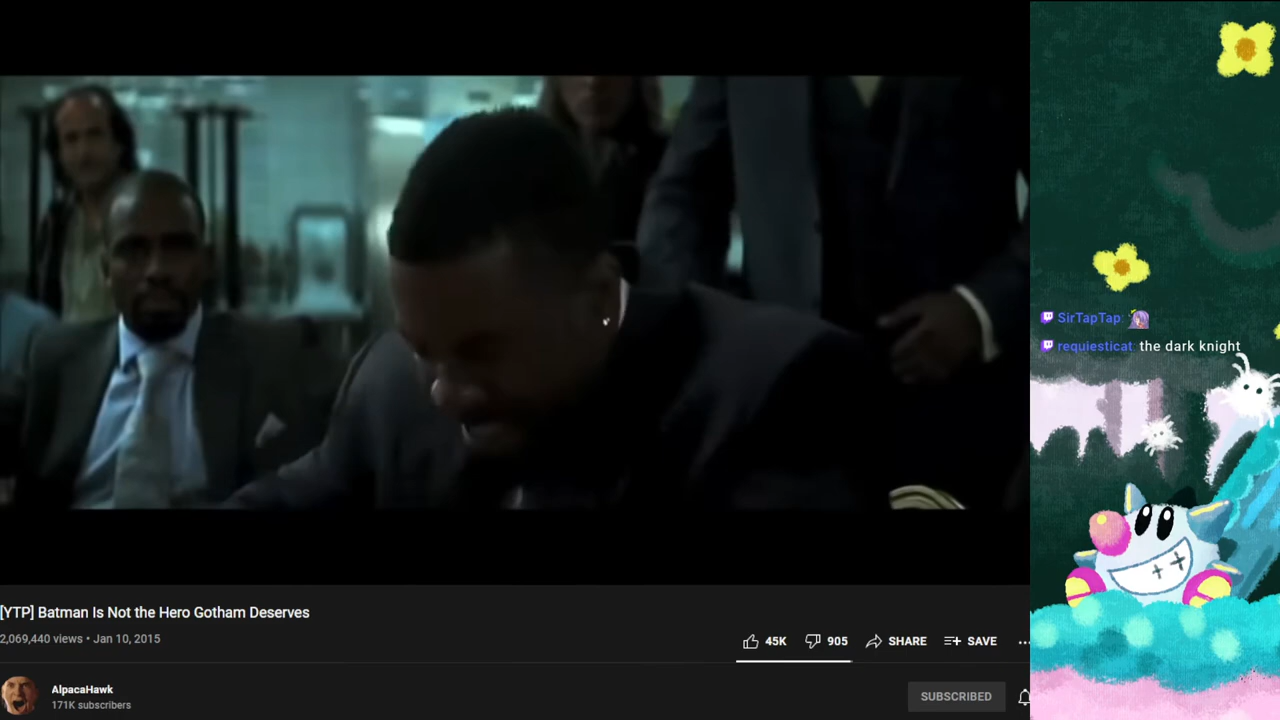 SirTapTap:
requiesticat the dark knight
[YTP] Batman Is Not the Hero Gotham Deserves
2,069,440 views • Jan 10, 2015
45K 905 SHARE SAVE ...
AlpacaHawk
171K subscribers
SUBSCRIBED